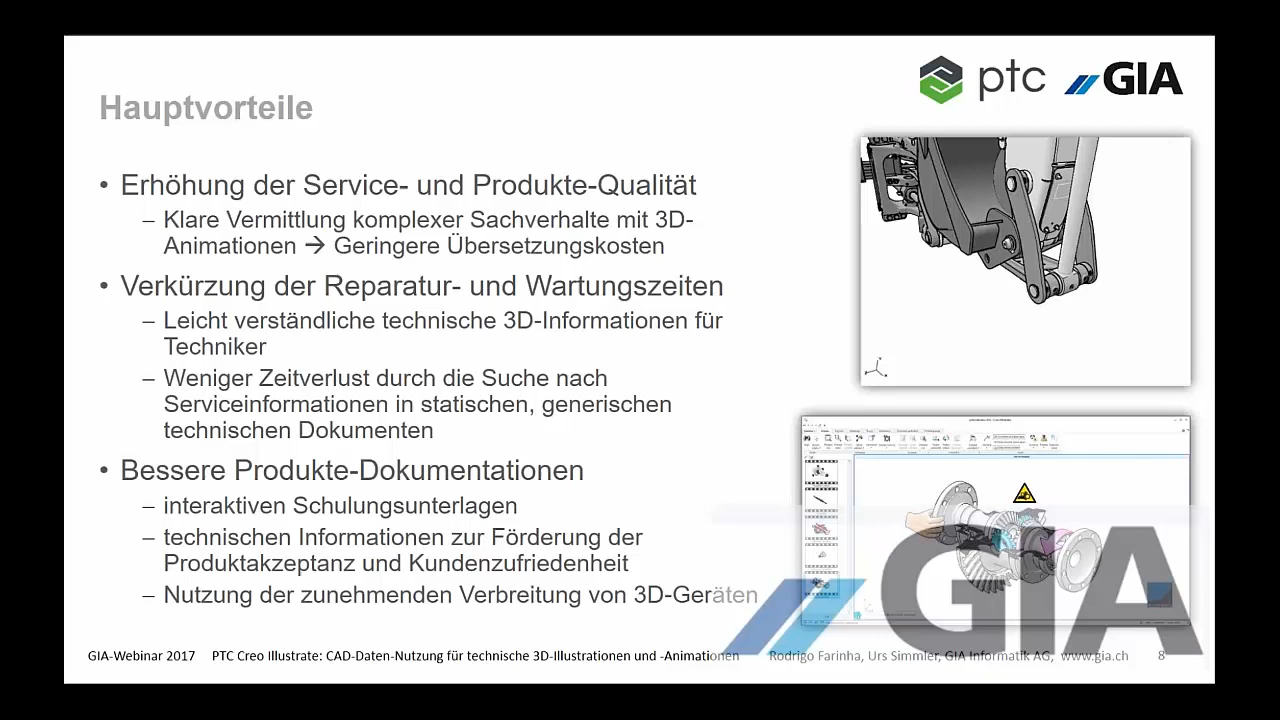 ptc GIA
Hauptvorteile
• Erhöhung der Service- und Produkte-Qualität
– Klare Vermittlung komplexer Sachverhalte mit 3D-
Animationen → Geringere Übersetzungskosten
• Verkürzung der Reparatur- und Wartungszeiten
– Leicht verständliche technische 3D-Informationen für
Techniker
– Weniger Zeitverlust durch die Suche nach
Serviceinformationen in statischen, generischen
technischen Dokumenten
• Bessere Produkte-Dokumentationen
– interaktiven Schulungsunterlagen
– technischen Informationen zur Förderung der
Produktakzeptanz und Kundenzufriedenheit
– Nutzung der zunehmenden Verbreitung von 3D-Geräten
GIA
GIA-Webinar 2017 PTC Creo Illustrate: CAD-Daten-Nutzung für technische 3D-Illustrationen und -Animationen Rodrigo Farinha, Urs Simmler, GIA Informatik AG, www.gia.ch 8